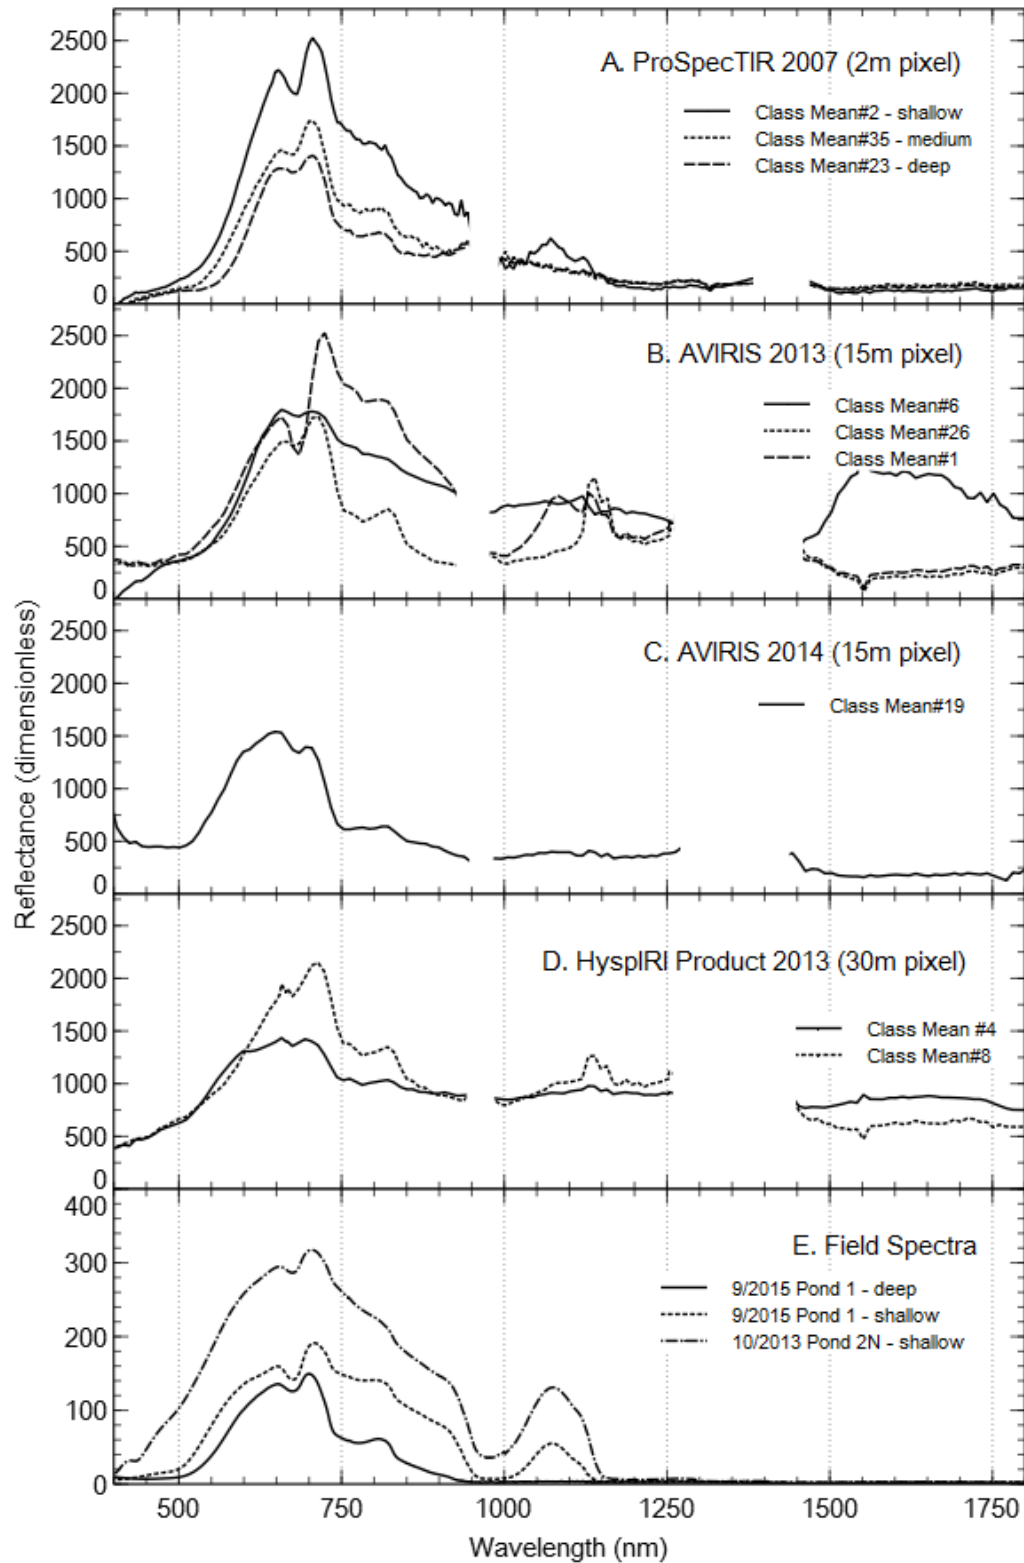 2500
2000
1500
1000
500
0
A. ProSpecTIR 2007 (2m pixel)
Class Mean#2 - shallow
Class Mean#35 - medium
Class Mean#23 - deep
2500
2000
1500
1000
500
0
B. AVIRIS 2013 (15m pixel)
Class Mean#6
Class Mean#26
Class Mean#1
Reflectance (dimensionless)
2500
2000
1500
1000
500
0
C. AVIRIS 2014 (15m pixel)
Class Mean#19
2500
2000
1500
1000
500
0
D. HyspIRI Product 2013 (30m pixel)
Class Mean #4
Class Mean#8
400
300
200
100
0
E. Field Spectra
9/2015 Pond 1 - deep
9/2015 Pond 1 - shallow
10/2013 Pond 2N - shallow
500 750 1000 1250 1500 1750
Wavelength (nm)